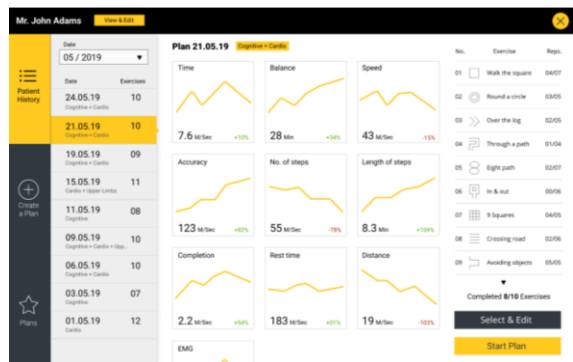 Mr. John Adams
View & Edit
Patient
History
Create
a Plan
Plans
Date
05 / 2019
Date Exercises
24.05.19 10
Cognitive + Cardio
21.05.19 10
Cognitive + Cardio
19.05.19 09
Cognitive + Cardio
15.05.19 11
Cardio + Upper Limbs
11.05.19 08
Cognitive
09.05.19 10
Cognitive + Cardio + Upp...
06.05.19 10
Cognitive + Cardio
03.05.19 07
Cognitive
01.05.19 12
Cardio
Plan 21.05.19 Cognitive + Cardio
Time
7.6 M/Sec +10%
Balance
28 Min +34%
Speed
43 M/Sec -15%
Accuracy
123 M/Sec +82%
No. of steps
55 M/Sec -78%
Length of steps
8.3 Min +104%
Completion
2.2 M/Sec +54%
Rest time
183 M/Sec +01%
Distance
19 M/Sec -103%
EMG
No. Exercise Reps.
01 Walk the square 04/07
02 Round a circle 03/05
03 Over the log 02/05
04 Through a path 01/04
05 Eight path 02/07
06 In & out 00/06
07 9 Squares 04/05
08 Crossing road 02/06
09 Avoiding objects 05/05
Completed 8/10 Exercises
Select & Edit
Start Plan